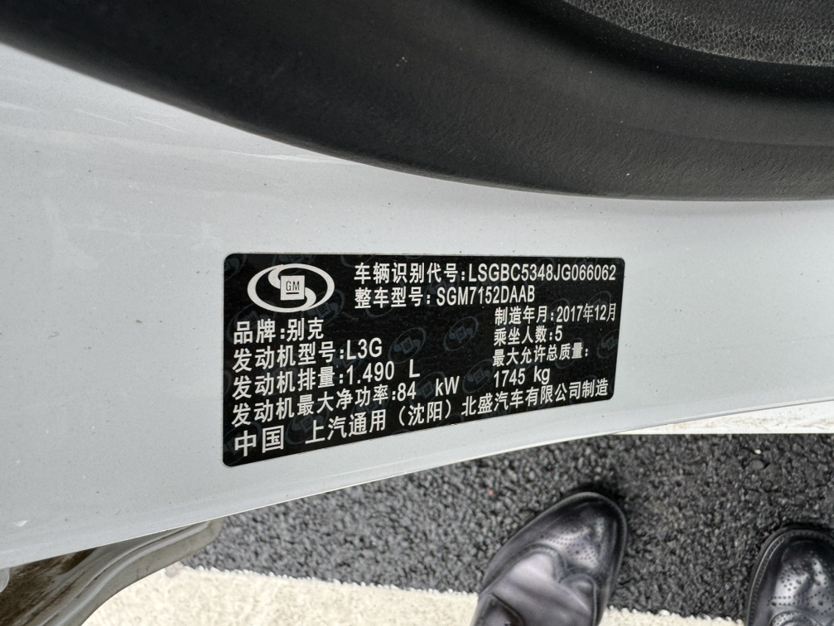 GM
车辆识别代号:LSGBC5348JG066062
整车型号:SGM7152DAAB
制造年月:2017年12月
品牌:别克
乘坐人数:5
发动机型号:L3G
最大允许总质量:
发动机排量:1.490 L
1745 kg
发动机最大净功率:84 kW
中国 上汽通用（沈阳）北盛汽车有限公司制造